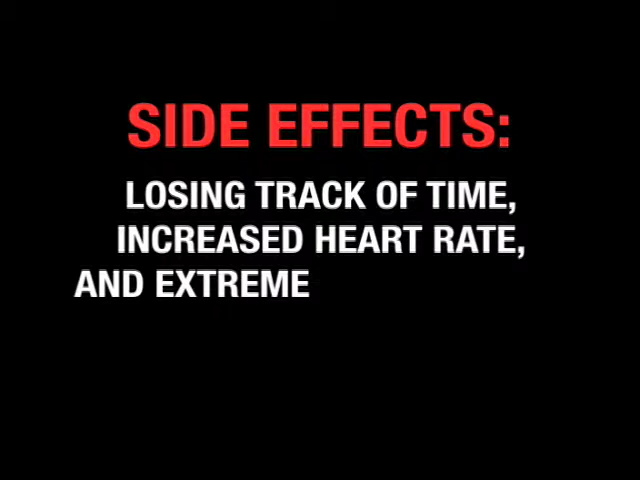 SIDE EFFECTS:
LOSING TRACK OF TIME,
INCREASED HEART RATE,
AND EXTREME